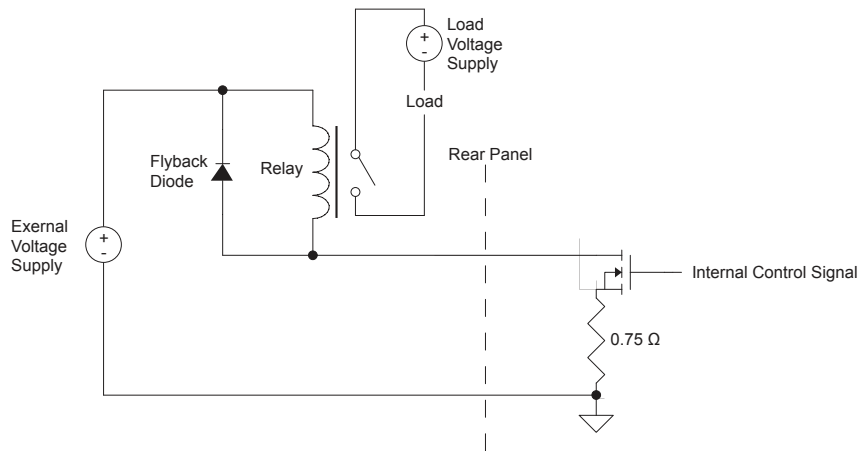 Load
Voltage
Supply
+
-
Load
Rear Panel
Flyback
Diode
Relay
Exernal
Voltage
Supply
+
-
Internal Control Signal
0.75 Ω